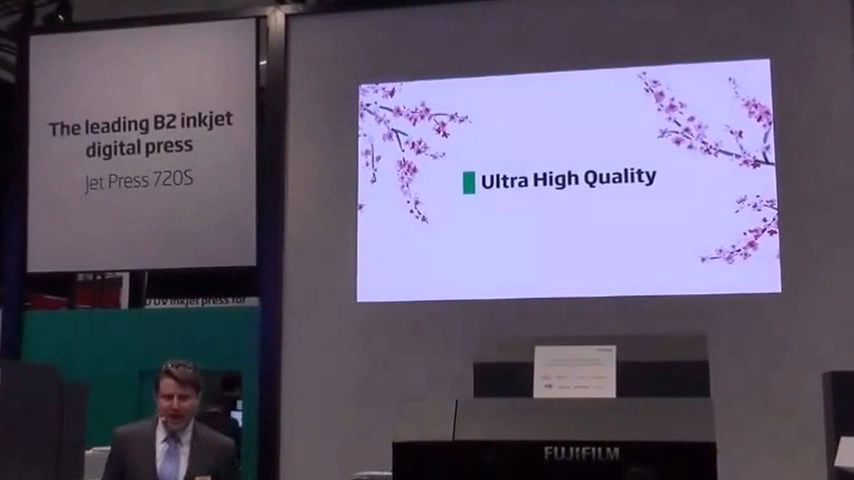 The leading B2 inkjet
digital press
Jet Press 720S
Ultra High Quality
UV inkjet press for
FUJIFILM